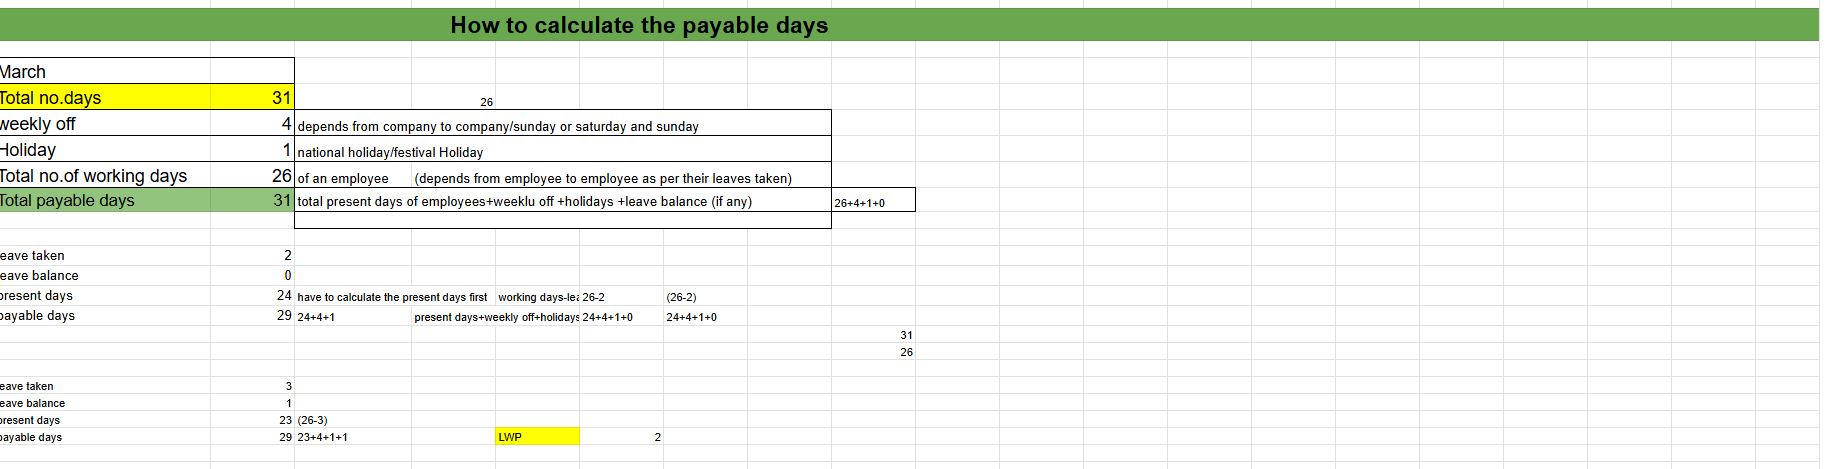 How to calculate the payable days
March
Total no.days 31 26
weekly off 4 depends from company to company/sunday or saturday and sunday
Holiday 1 national holiday/festival Holiday
Total no.of working days 26 of an employee (depends from employee to employee as per their leaves taken)
Total payable days 31 total present days of employees+weeklu off +holidays +leave balance (if any) 26+4+1+0
eave taken 2
eave balance 0
present days 24 have to calculate the present days first working days-lea 26-2 (26-2)
payable days 29 24+4+1 present days+weekly off+holidays 24+4+1+0 24+4+1+0
31
26
eave taken 3
eave balance 1
present days 23 (26-3)
payable days 29 23+4+1+1 LWP 2